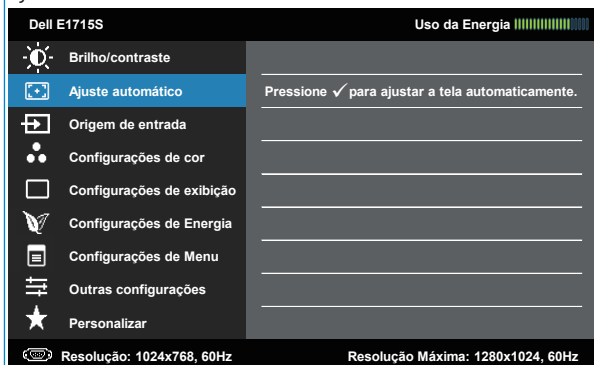 Dell E1715S Uso da Energia
Brilho/contraste
Ajuste automático Pressione ✓ para ajustar a tela automaticamente.
Origem de entrada
Configurações de cor
Configurações de exibição
Configurações de Energia
Configurações de Menu
Outras configurações
Personalizar
Resolução: 1024x768, 60Hz Resolução Máxima: 1280x1024, 60Hz